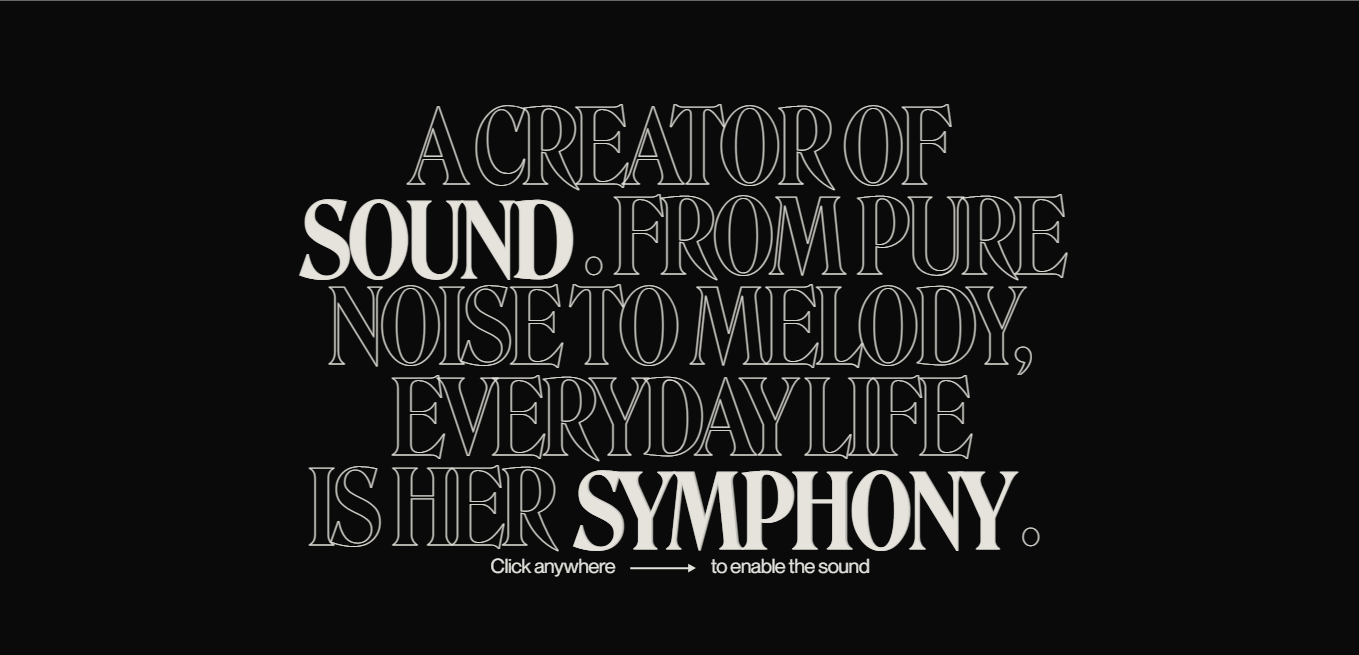 A CREATOR OF
SOUND. FROM PURE
NOISE TO MELODY,
EVERYDAY LIFE
IS HER SYMPHONY.
Click anywhere to enable the sound